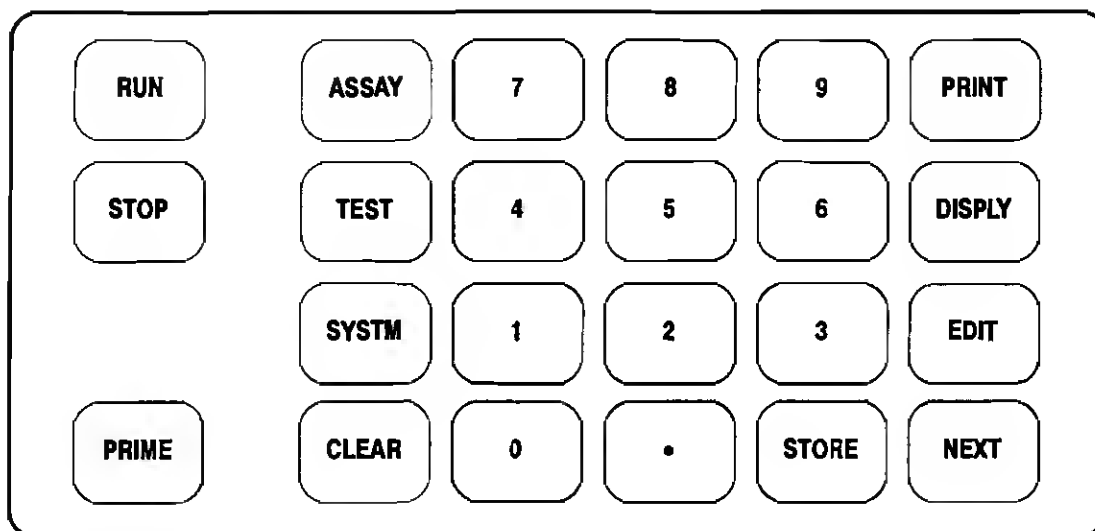 RUN ASSAY 7 8 9 PRINT
STOP TEST 4 5 6 DISPLY
SYSTM 1 2 3 EDIT
PRIME CLEAR 0 • STORE NEXT